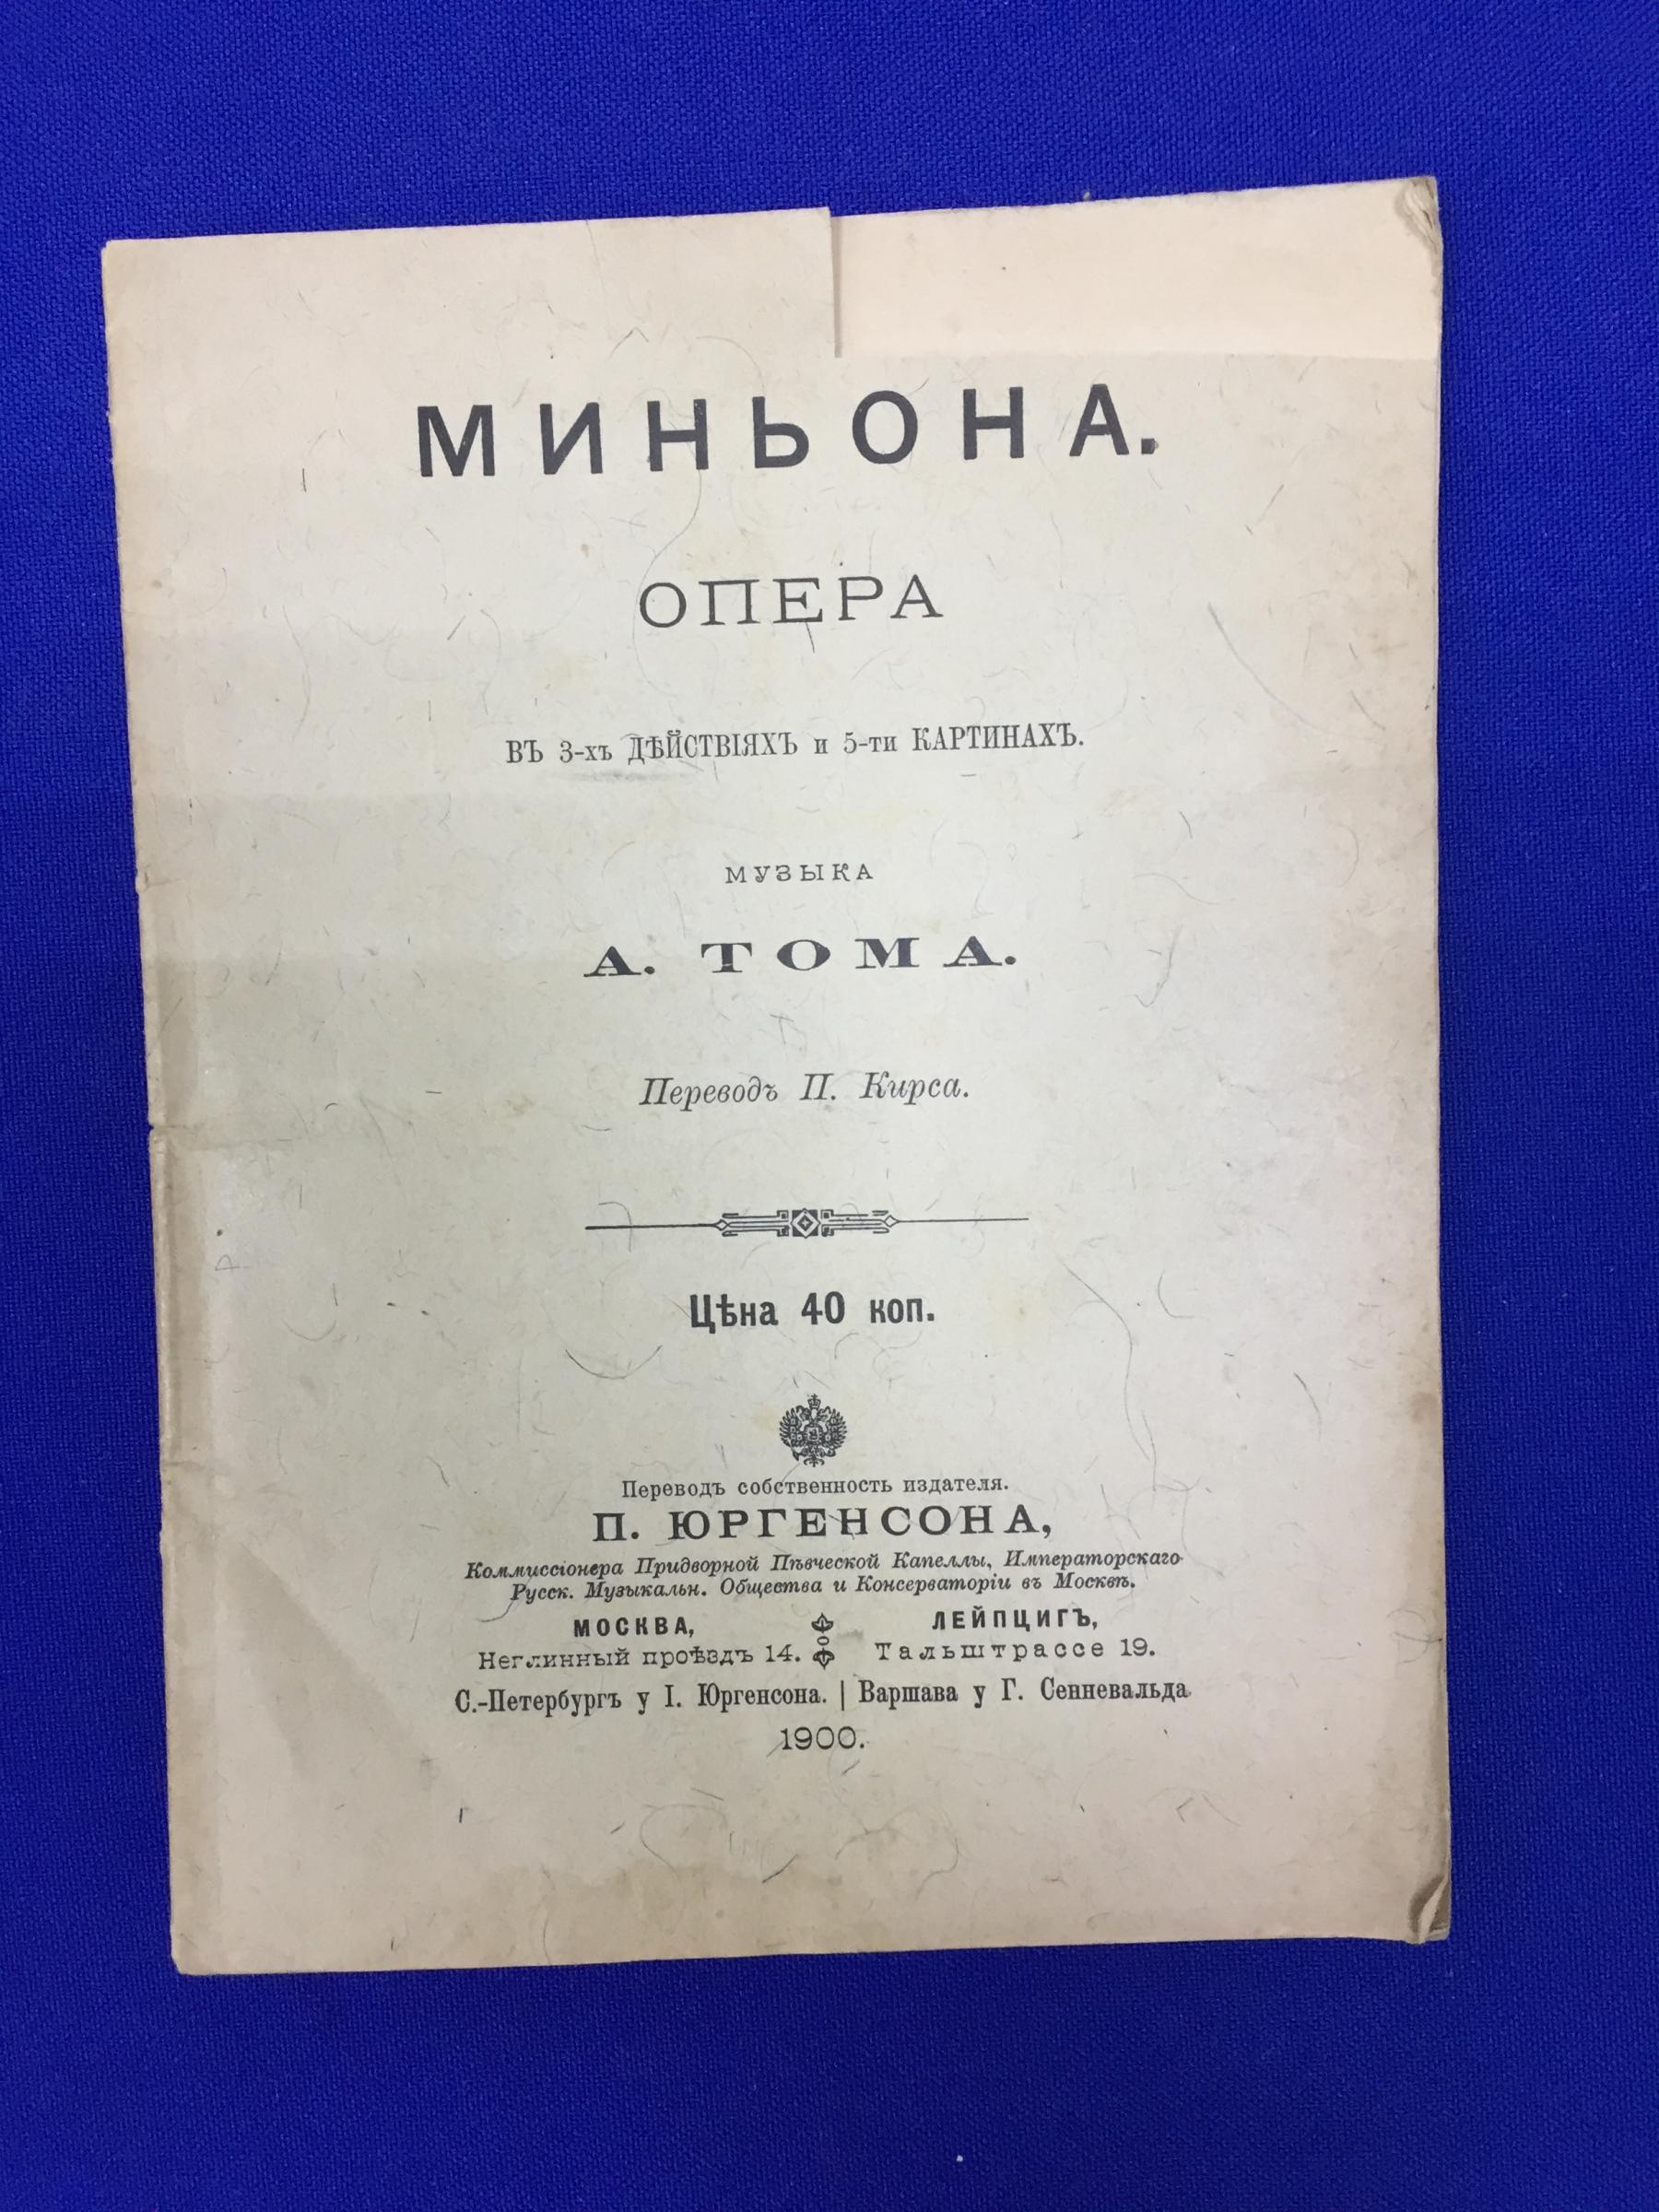 МИНЬОНА.
ОПЕРА
ВЪ 3-хъ ДѢЙСТВІЯХЪ и 5-ти КАРТИНАХЪ.
МУЗЫКА
А. ТОМА.
Переводъ П. Кирса.
Цѣна 40 коп.
Переводъ собственность издателя.
П. ЮРГЕНСОНА,
Коммиссіонера Придворной Пѣвческой Капеллы, Императорскаго
Русск. Музыкальн. Общества и Консерваторіи въ Москвѣ.
МОСКВА, ЛЕЙПЦИГЪ,
Неглинный проѣздъ 14. Тальштрассе 19.
С.-Петербургъ у І. Юргенсона. | Варшава у Г. Сенневальда
1900.